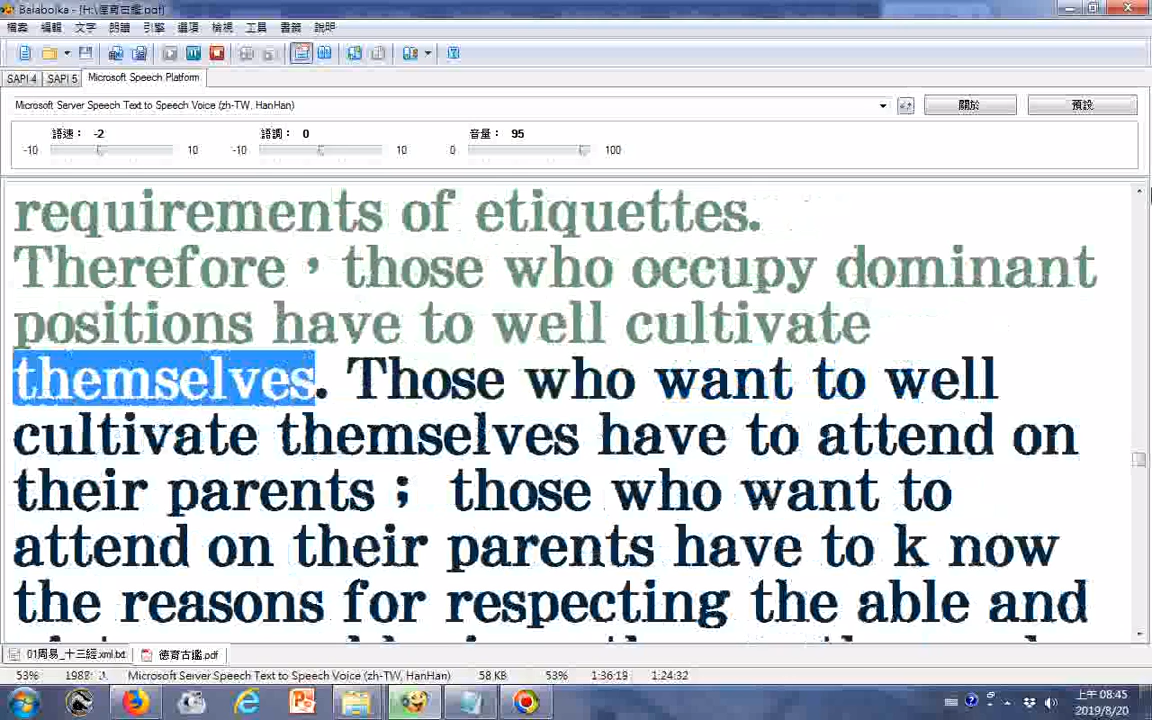 Balabolka - [H:\德育古鑑.pdf]
檔案 編輯 文字 朗讀 引擎 選項 檢視 工具 書籤 說明
SAPI 4 SAPI 5 Microsoft Speech Platform
Microsoft Server Speech Text to Speech Voice (zh-TW, HanHan) 關於 預設
語速： -2 語調： 0 音量： 95
-10 10 -10 10 0 100
requirements of etiquettes.
Therefore，those who occupy dominant
positions have to well cultivate
themselves. Those who want to well
cultivate themselves have to attend on
their parents； those who want to
attend on their parents have to k now
the reasons for respecting the able and
01周易_十三經.xml.txt 德育古鑑.pdf
53% Microsoft Server Speech Text to Speech Voice (zh-TW, HanHan) 58 KB 53% 1:36:19 1:24:32
上午 08:45
2019/8/20